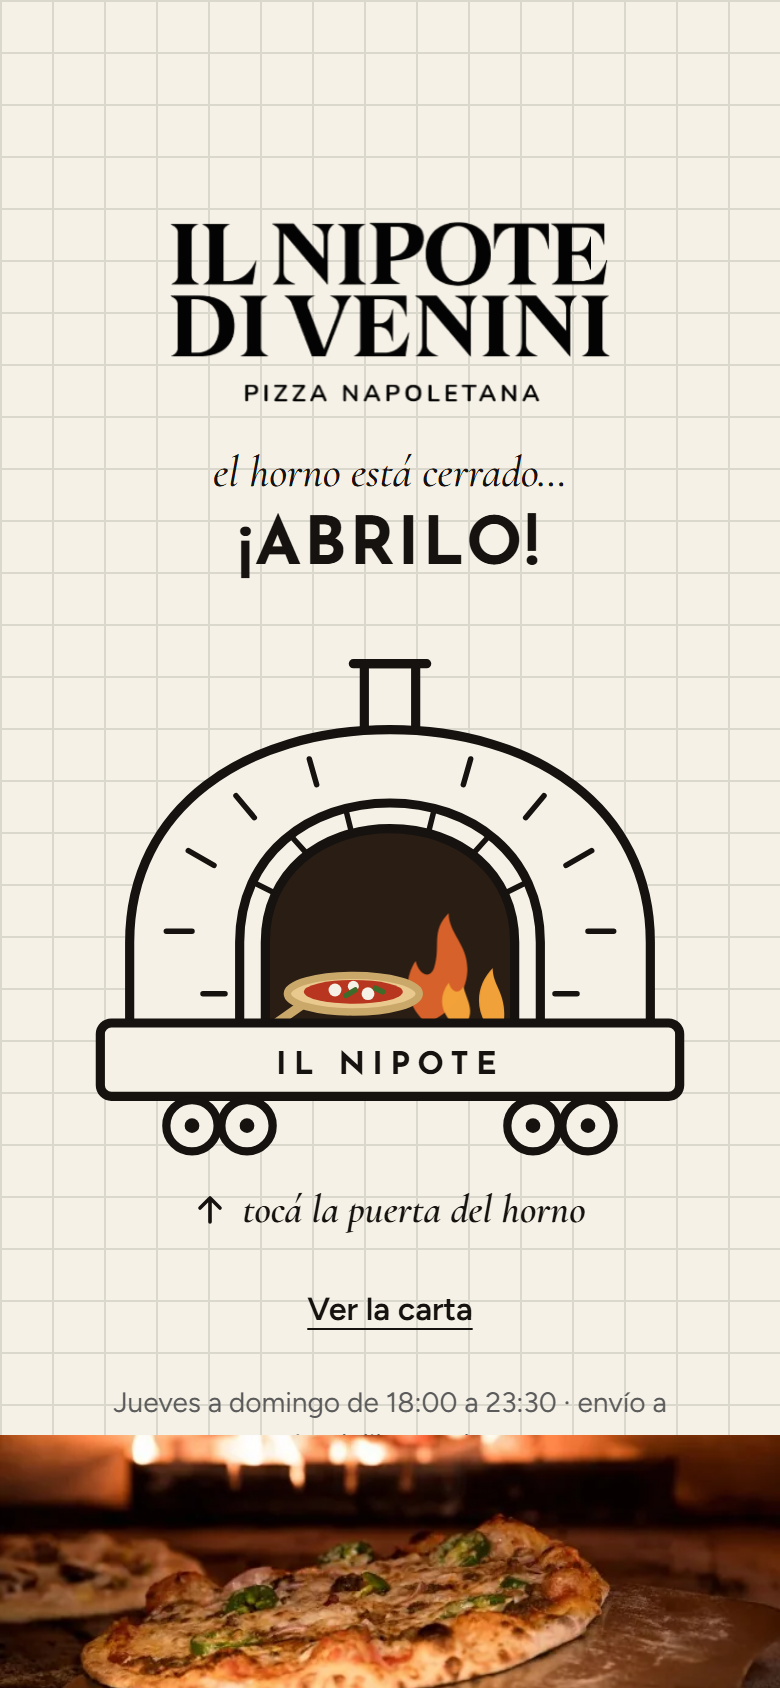 IL NIPOTE
DI VENINI
PIZZA NAPOLETANA
el horno está cerrado...
¡ABRILO!
IL NIPOTE
↑ tocá la puerta del horno
Ver la carta
Jueves a domingo de 18:00 a 23:30 · envío a